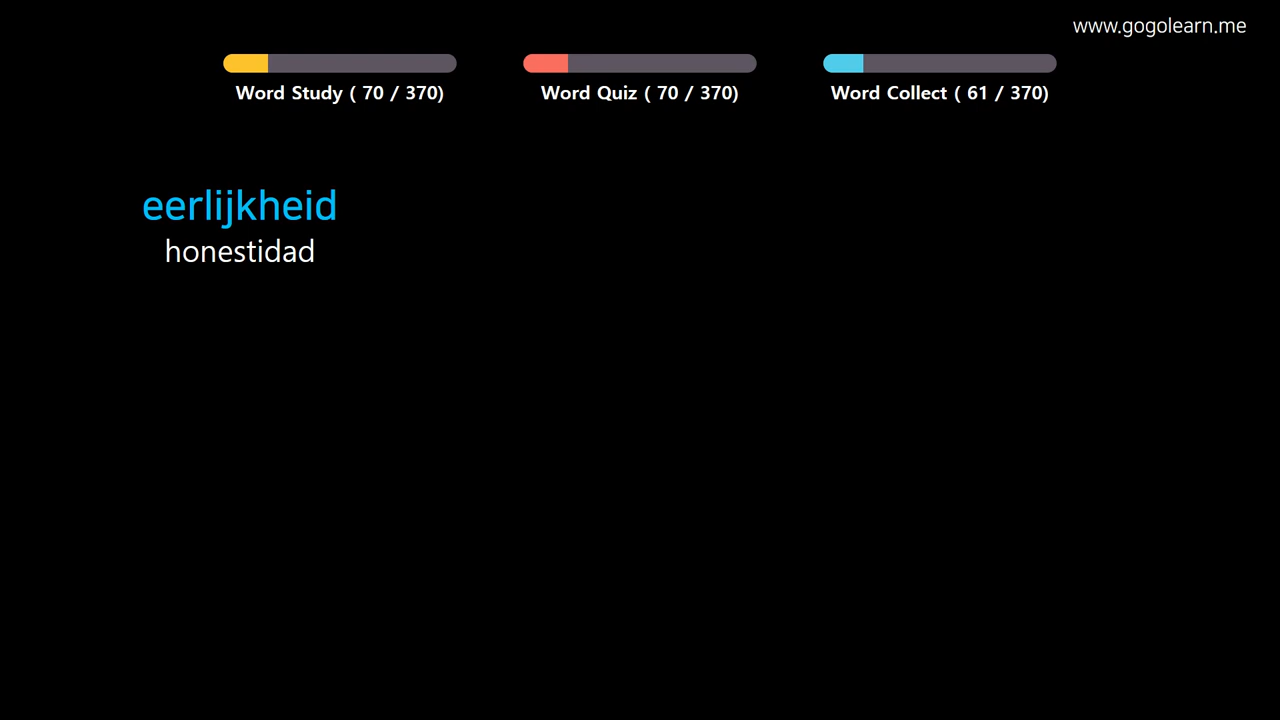 www.gogolearn.me
Word Study ( 70 / 370)
Word Quiz ( 70 / 370)
Word Collect ( 61 / 370)
eerlijkheid
honestidad